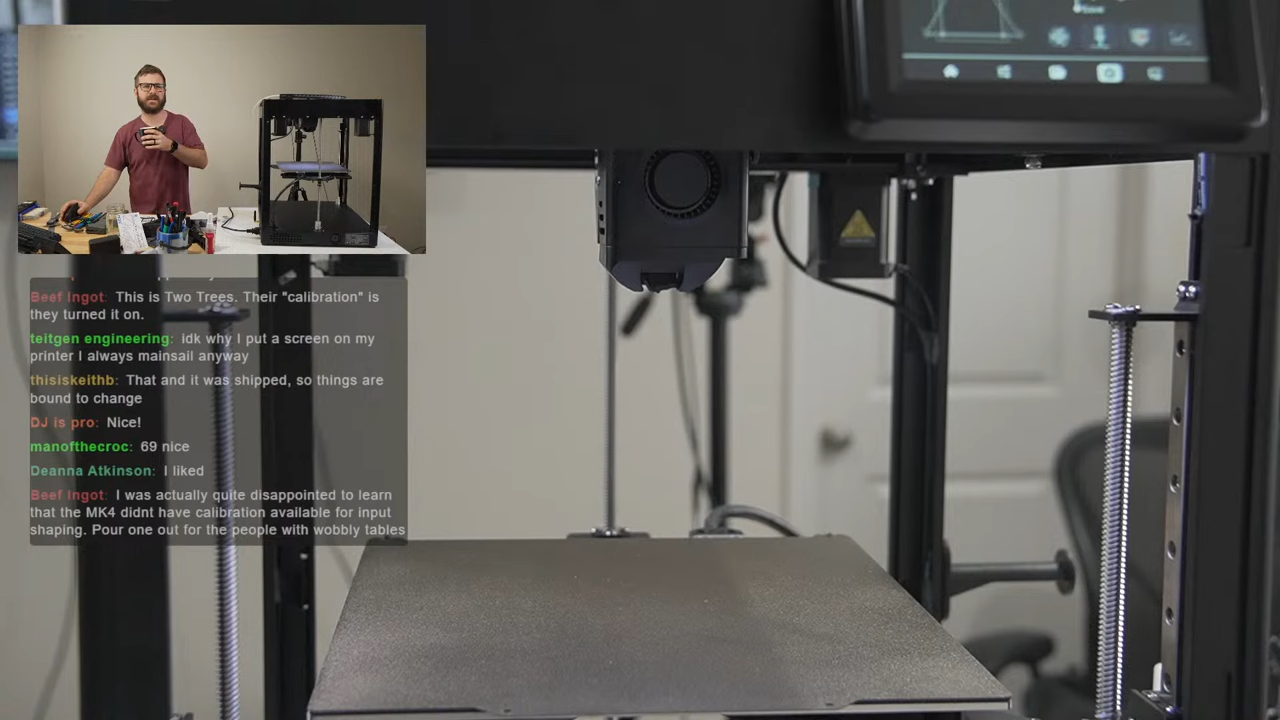 Beef Ingot: This is Two Trees. Their "calibration" is
they turned it on.
teitgen engineering: idk why I put a screen on my
printer I always mainsail anyway
thisiskeithb: That and it was shipped, so things are
bound to change
DJ is pro: Nice!
manofthecroc: 69 nice
Deanna Atkinson: I liked
Beef Ingot: I was actually quite disappointed to learn
that the MK4 didnt have calibration available for input
shaping. Pour one out for the people with wobbly tables